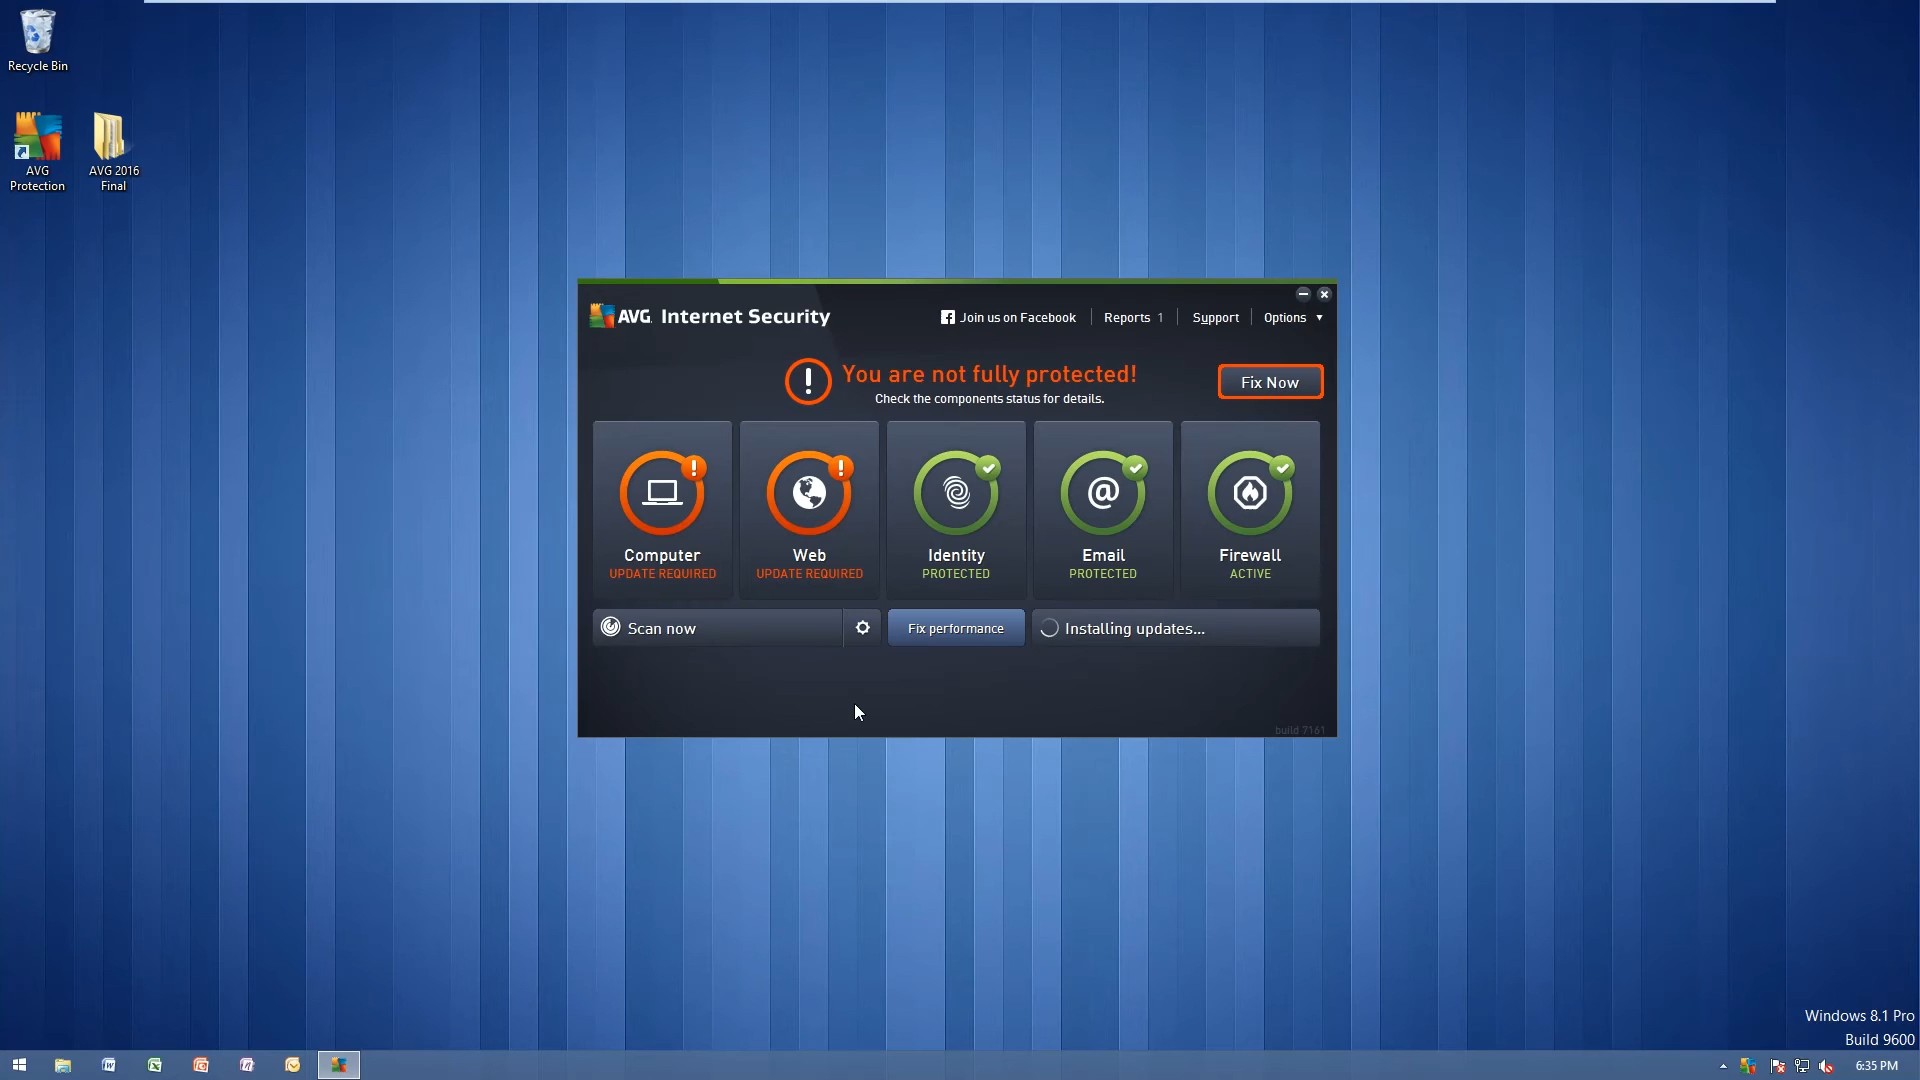 Recycle Bin
AVG
Protection
AVG 2016
Final
AVG. Internet Security
Join us on Facebook
Reports 1
Support
Options
You are not fully protected!
Check the components status for details.
Fix Now
Computer
UPDATE REQUIRED
Web
UPDATE REQUIRED
Identity
PROTECTED
Email
PROTECTED
Firewall
ACTIVE
Scan now
Fix performance
Installing updates...
build 7161
Windows 8.1 Pro
Build 9600
6:35 PM